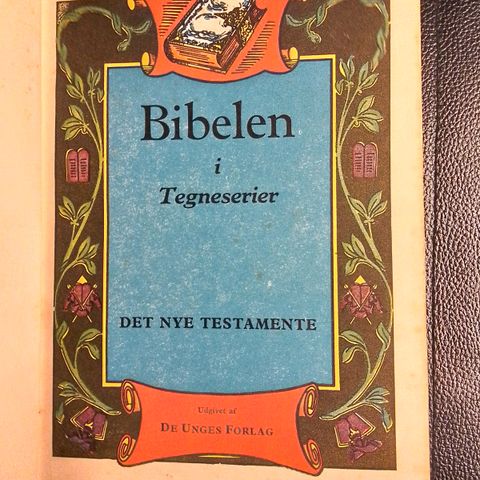 Bibelen
i
Tegneserier
DET NYE TESTAMENTE
Udgivet af
DE UNGES FORLAG